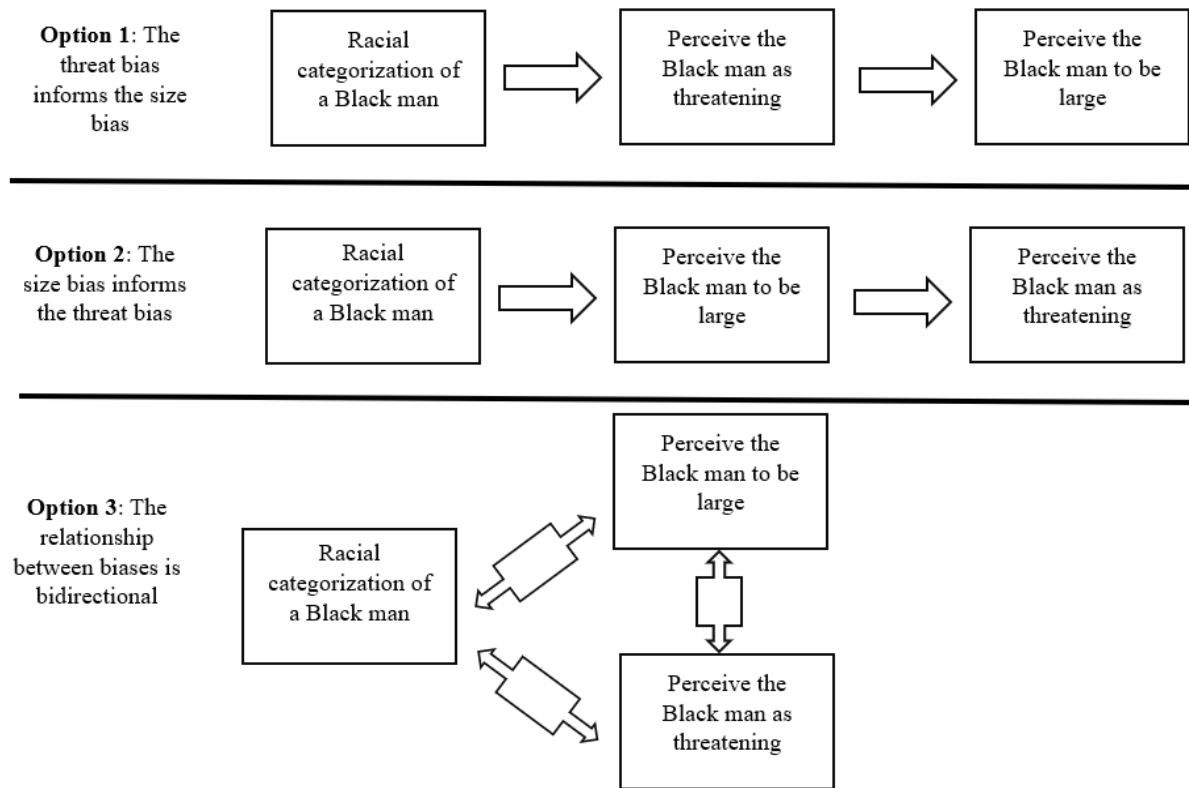 Option 1: The
threat bias
informs the size
bias
Racial
categorization of
a Black man
Perceive the
Black man as
threatening
Perceive the
Black man to be
large
Option 2: The
size bias informs
the threat bias
Racial
categorization of
a Black man
Perceive the
Black man to be
large
Perceive the
Black man as
threatening
Option 3: The
relationship
between biases is
bidirectional
Racial
categorization of
a Black man
Perceive the
Black man to be
large
Perceive the
Black man as
threatening